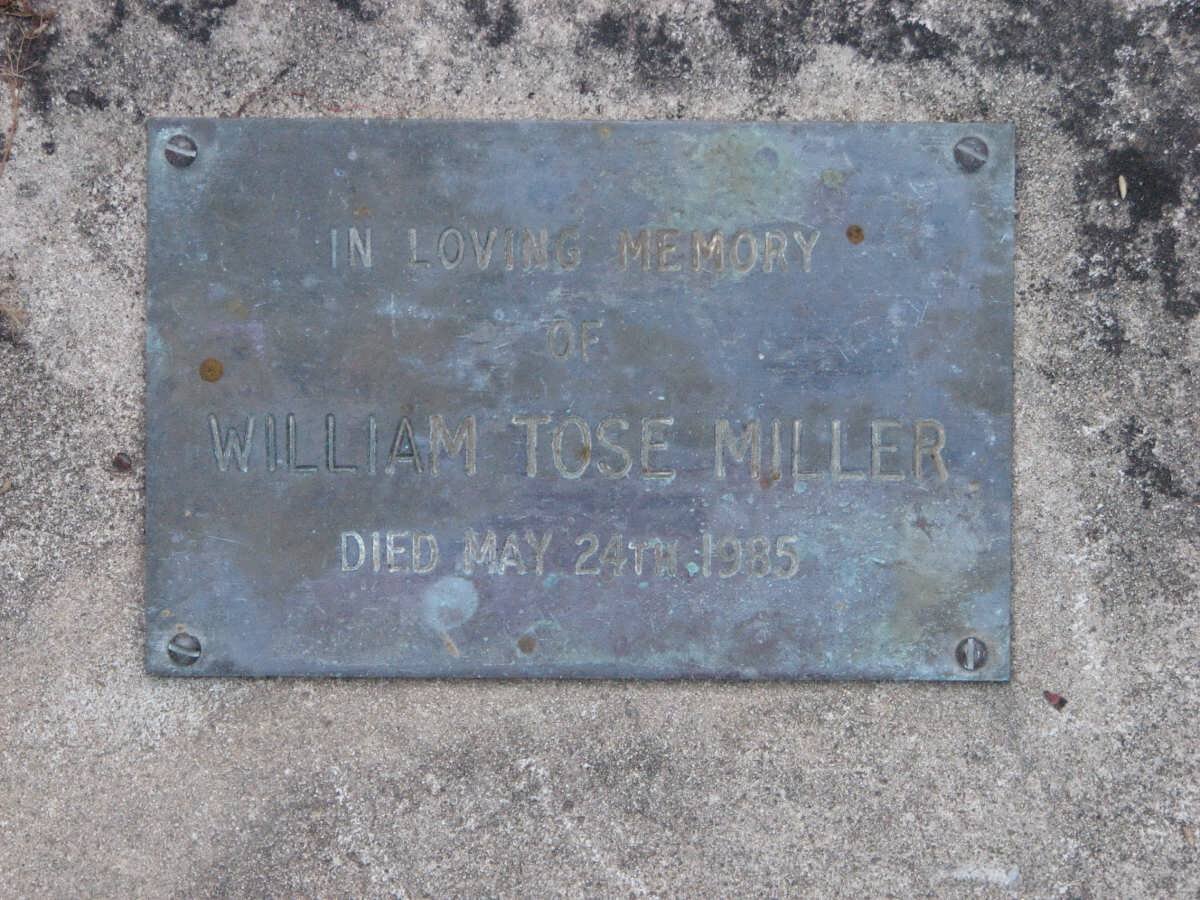 IN LOVING MEMORY
OF
WILLIAM TOSE MILLER
DIED MAY 24TH. 1985